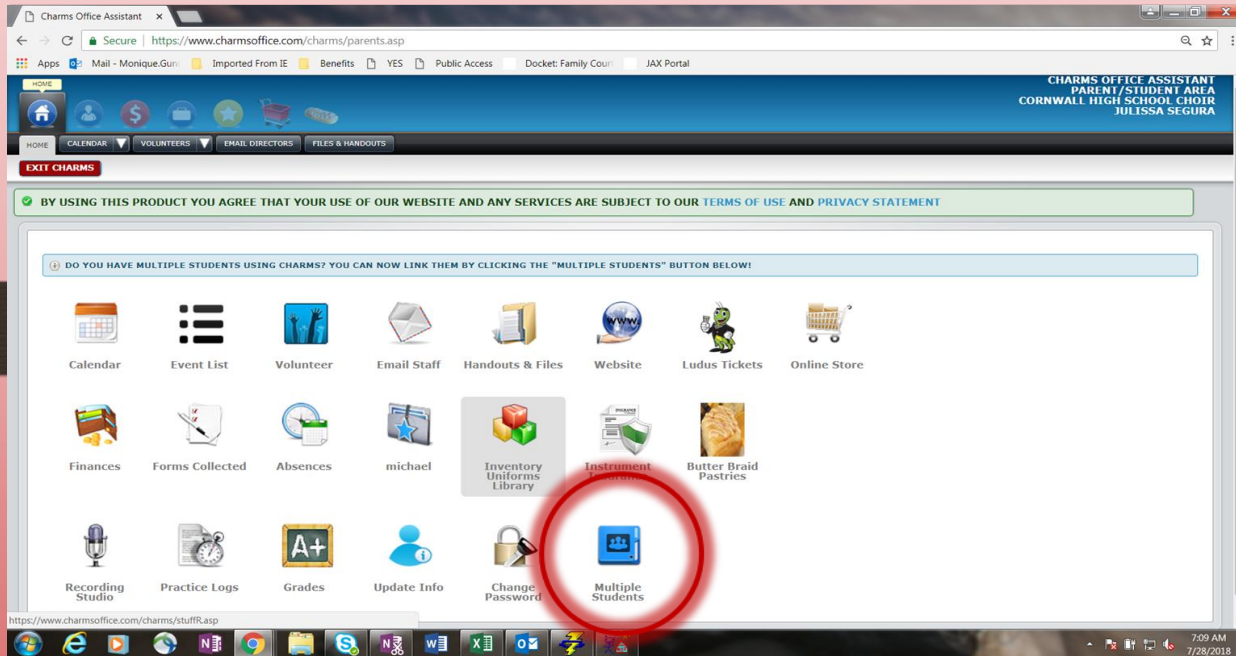 Charms Office Assistant
Secure | https://www.charmsoffice.com/charms/parents.asp
Apps Mail - Monique.Gun Imported From IE Benefits YES Public Access Docket: Family Cour JAX Portal
HOME
CHARMS OFFICE ASSISTANT
PARENT/STUDENT AREA
CORNWALL HIGH SCHOOL CHOIR
JULISSA SEGURA
HOME CALENDAR VOLUNTEERS EMAIL DIRECTORS FILES & HANDOUTS
EXIT CHARMS
BY USING THIS PRODUCT YOU AGREE THAT YOUR USE OF OUR WEBSITE AND ANY SERVICES ARE SUBJECT TO OUR TERMS OF USE AND PRIVACY STATEMENT
DO YOU HAVE MULTIPLE STUDENTS USING CHARMS? YOU CAN NOW LINK THEM BY CLICKING THE "MULTIPLE STUDENTS" BUTTON BELOW!
www
Calendar Event List Volunteer Email Staff Handouts & Files Website Ludus Tickets Online Store
INSURANCE
Finances Forms Collected Absences michael Inventory Instrument Butter Braid
Uniforms Pastries
Library
A+
Recording Practice Logs Grades Update Info Change Multiple
Studio Password Students
https://www.charmsoffice.com/charms/stuffR.asp
7:09 AM
7/28/2018